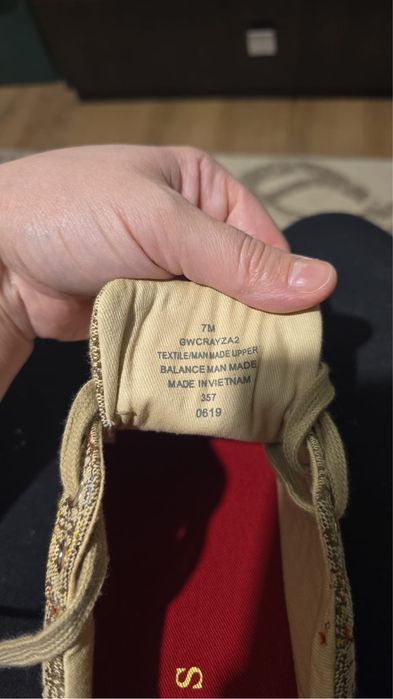 7M
GWCRAYZA2
TEXTILE/MAN MADE UPPER
BALANCE MAN MADE
MADE IN VIETNAM
357
0619
S